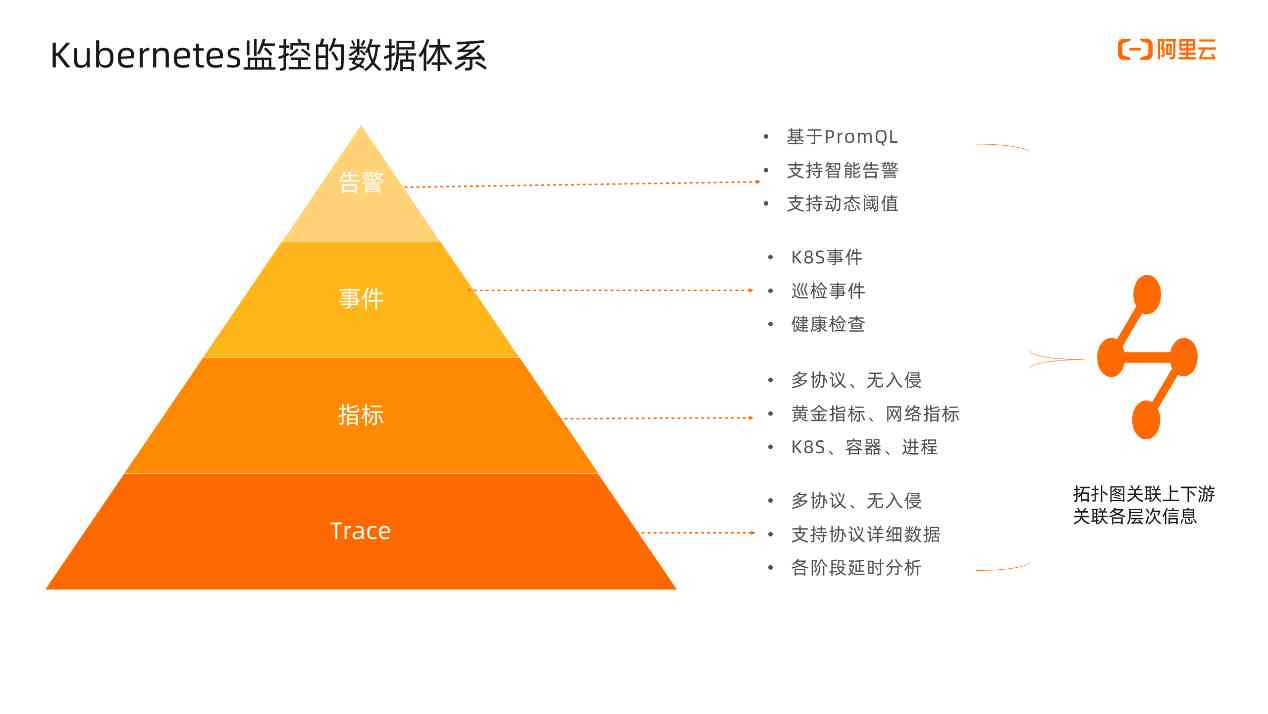 Kubernetes监控的数据体系
阿里云
告警
• 基于PromQL
• 支持智能告警
• 支持动态阈值
事件
• K8S事件
• 巡检事件
• 健康检查
指标
• 多协议、无入侵
• 黄金指标、网络指标
• K8S、容器、进程
Trace
• 多协议、无入侵
• 支持协议详细数据
• 各阶段延时分析
拓扑图关联上下游
关联各层次信息